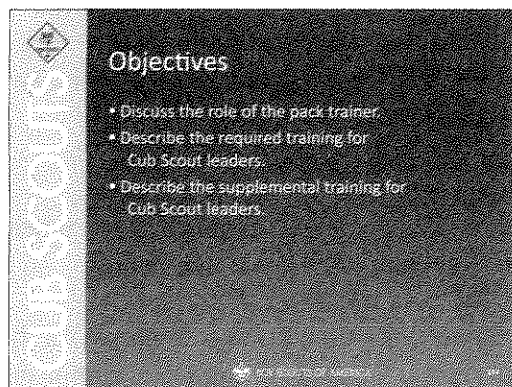 CUB SCOUTS
Objectives
• Discuss the role of the pack trainer.
• Describe the required training for
Cub Scout leaders.
• Describe the supplemental training for
Cub Scout leaders.
BOY SCOUTS OF AMERICA